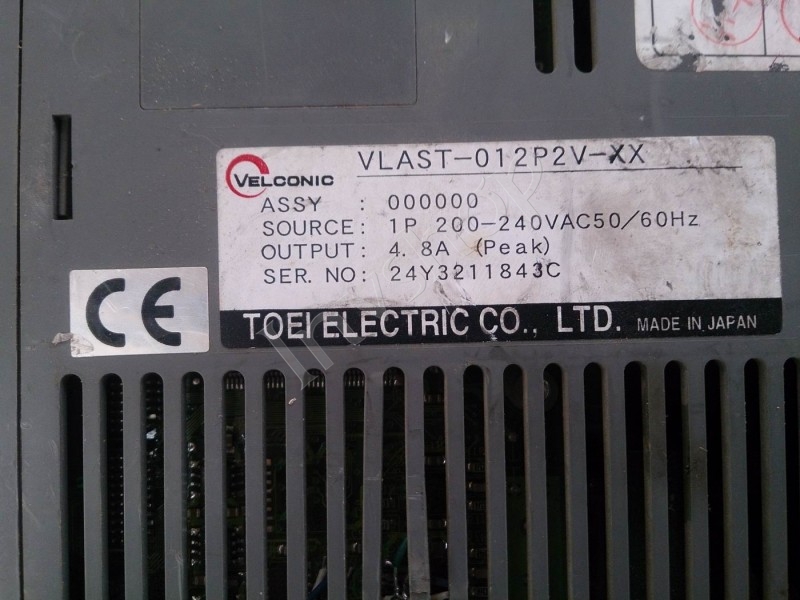 VELCONIC
VLAST-012P2V-XX
ASSY : 000000
SOURCE: 1P 200-240VAC50/60Hz
OUTPUT: 4.8A (Peak)
SER. NO: 24Y3211843C
CE
TOEI ELECTRIC CO., LTD. MADE IN JAPAN